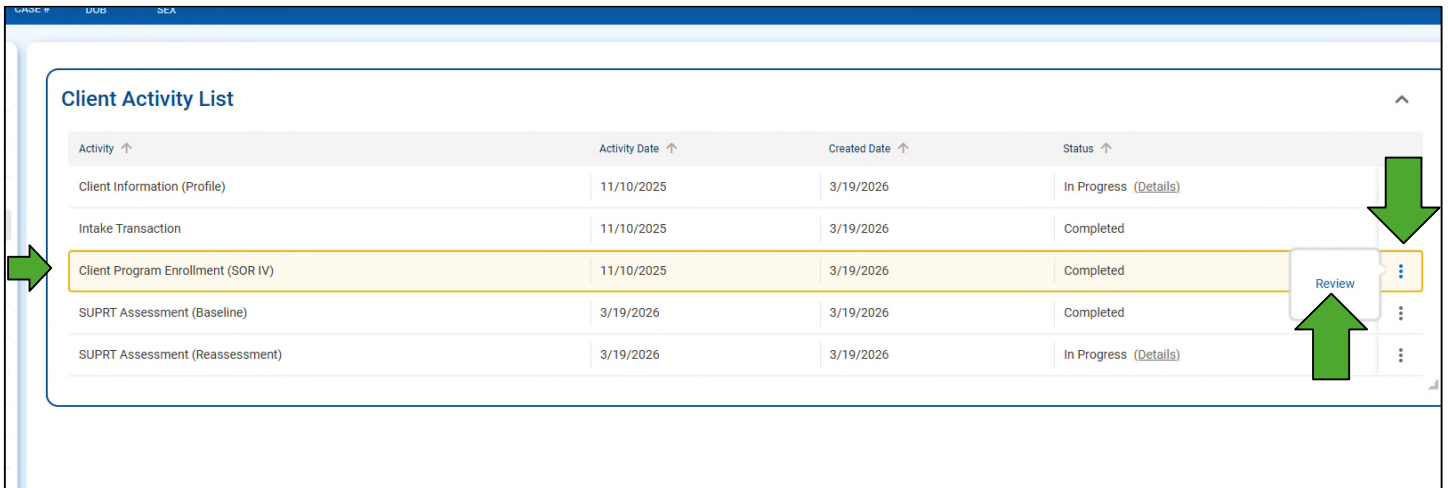 CASE # DOB SEX
Client Activity List
Activity Activity Date Created Date Status
Client Information (Profile) 11/10/2025 3/19/2026 In Progress (Details)
Intake Transaction 11/10/2025 3/19/2026 Completed
Client Program Enrollment (SOR IV) 11/10/2025 3/19/2026 Completed
Review
SUPRT Assessment (Baseline) 3/19/2026 3/19/2026 Completed
SUPRT Assessment (Reassessment) 3/19/2026 3/19/2026 In Progress (Details)